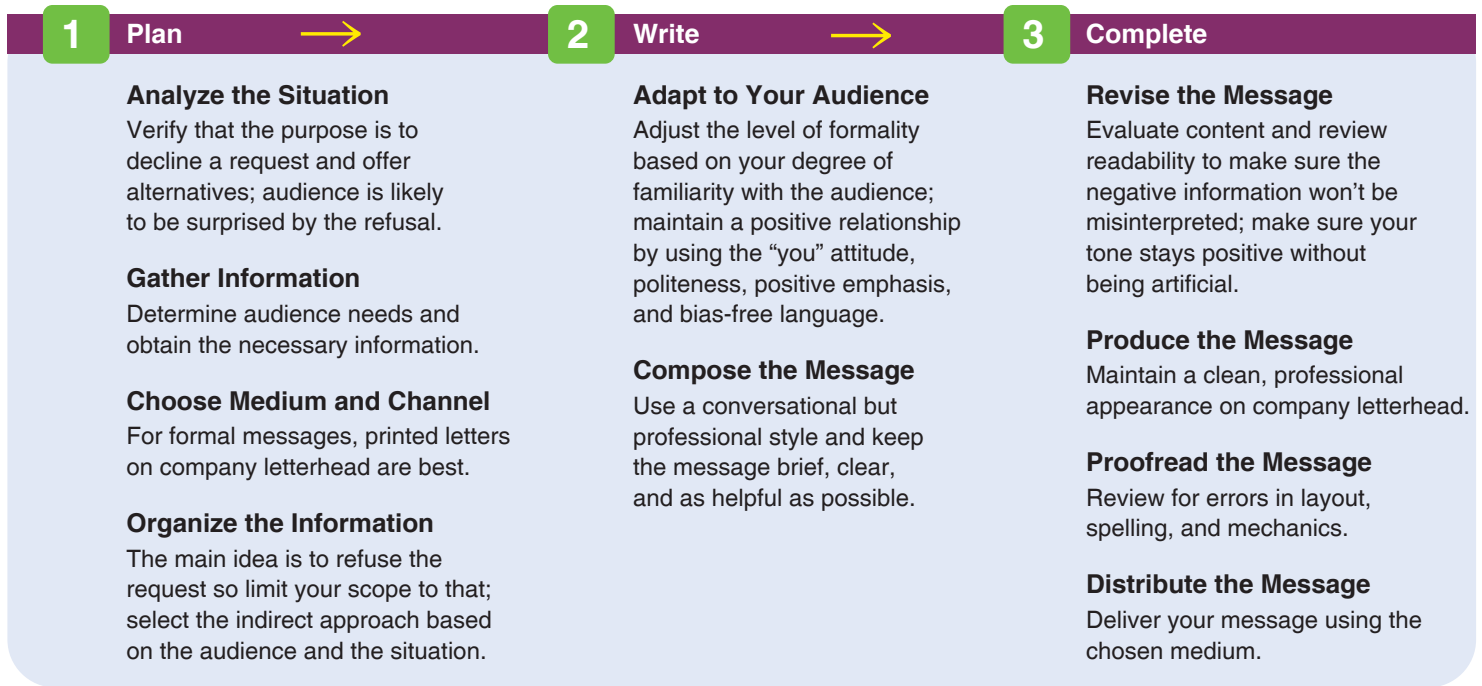 1 Plan
Analyze the Situation
Verify that the purpose is to
decline a request and offer
alternatives; audience is likely
to be surprised by the refusal.
Gather Information
Determine audience needs and
obtain the necessary information.
Choose Medium and Channel
For formal messages, printed letters
on company letterhead are best.
Organize the Information
The main idea is to refuse the
request so limit your scope to that;
select the indirect approach based
on the audience and the situation.
2 Write
Adapt to Your Audience
Adjust the level of formality
based on your degree of
familiarity with the audience;
maintain a positive relationship
by using the “you” attitude,
politeness, positive emphasis,
and bias-free language.
Compose the Message
Use a conversational but
professional style and keep
the message brief, clear,
and as helpful as possible.
3 Complete
Revise the Message
Evaluate content and review
readability to make sure the
negative information won’t be
misinterpreted; make sure your
tone stays positive without
being artificial.
Produce the Message
Maintain a clean, professional
appearance on company letterhead.
Proofread the Message
Review for errors in layout,
spelling, and mechanics.
Distribute the Message
Deliver your message using the
chosen medium.